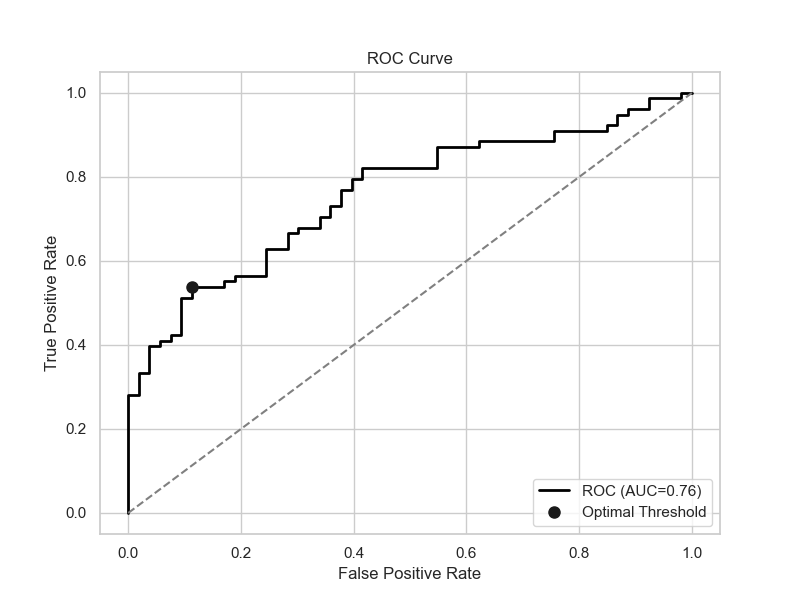 ROC Curve
True Positive Rate
1.0
0.8
0.6
0.4
0.2
0.0
ROC (AUC=0.76)
Optimal Threshold
0.0 0.2 0.4 0.6 0.8 1.0
False Positive Rate